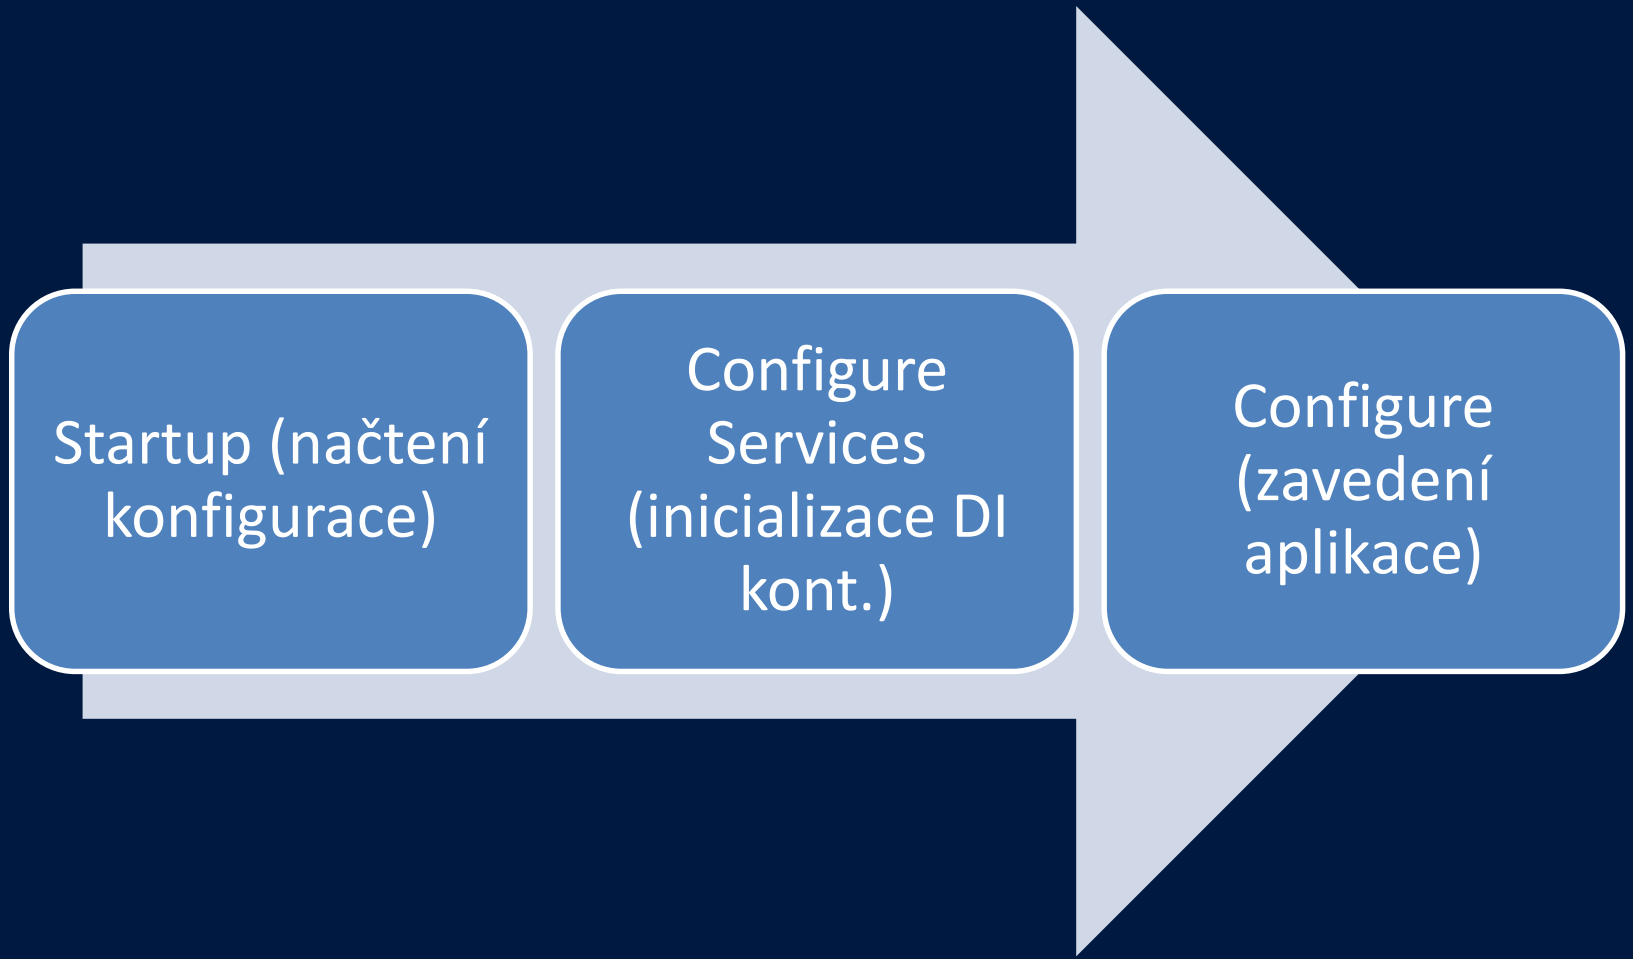 Startup (načtení
konfigurace)
Configure
Services
(inicializace DI
kont.)
Configure
(zavedení
aplikace)